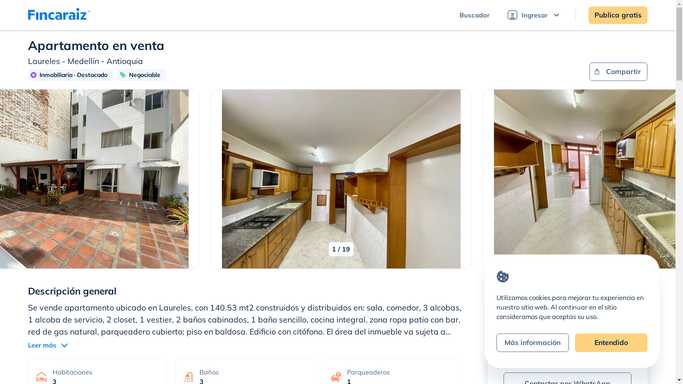 Fincaraiz
Buscador
Ingresar
Publica gratis
Apartamento en venta
Laureles - Medellín - Antioquia
Inmobiliaria - Destacado
Negociable
Compartir
1 / 19
Descripción general
Se vende apartamento ubicado en Laureles, con 140.53 mt2 construidos y distribuidos en: sala, comedor, 3 alcobas,
1 alcoba de servicio, 2 closet, 1 vestier, 2 baños cabinados, 1 baño sencillo, cocina integral, zona ropa patio con bar,
red de gas natural, parqueadero cubierto; piso en baldosa. Edificio con citófono. El área del inmueble va sujeta a...
Leer más
Habitaciones
3
Baños
3
Parqueaderos
1
Utilizamos cookies para mejorar tu experiencia en
nuestro sitio web. Al continuar en el sitio
consideramos que aceptas su uso.
Más información
Entendido
Contactar por WhatsApp